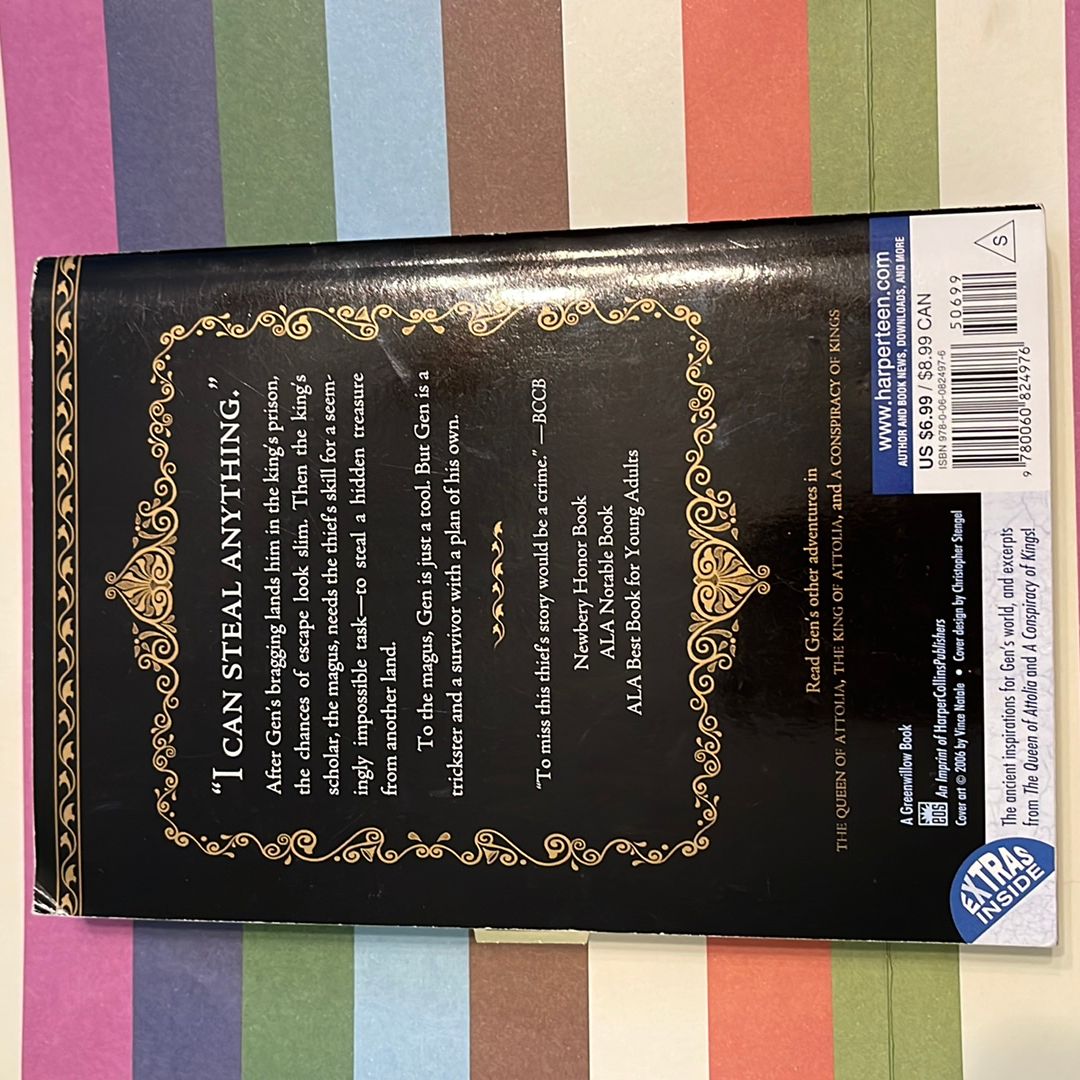 “I CAN STEAL ANYTHING.”
After Gen's bragging lands him in the king's prison,
the chances of escape look slim. Then the king's
scholar, the magus, needs the thief's skill for a seem-
ingly impossible task—to steal a hidden treasure
from another land.
To the magus, Gen is just a tool. But Gen is a
trickster and a survivor with a plan of his own.
“To miss this thief's story would be a crime.” —BCCB
Newbery Honor Book
ALA Notable Book
ALA Best Book for Young Adults
Read Gen's other adventures in
THE QUEEN OF ATTOLIA, THE KING OF ATTOLIA, and A CONSPIRACY OF KINGS
A Greenwillow Book
EOS
An Imprint of HarperCollinsPublishers
Cover art © 2006 by Vince Natale • Cover design by Christopher Stengel
www.harperteen.com
AUTHOR AND BOOK NEWS, DOWNLOADS, AND MORE
US $6.99 / $8.99 CAN
ISBN 978-0-06-082497-6
50699
S
9 780060 824976
EXTRAS
INSIDE
The ancient inspirations for Gen's world, and excerpts
from The Queen of Attolia and A Conspiracy of Kings!